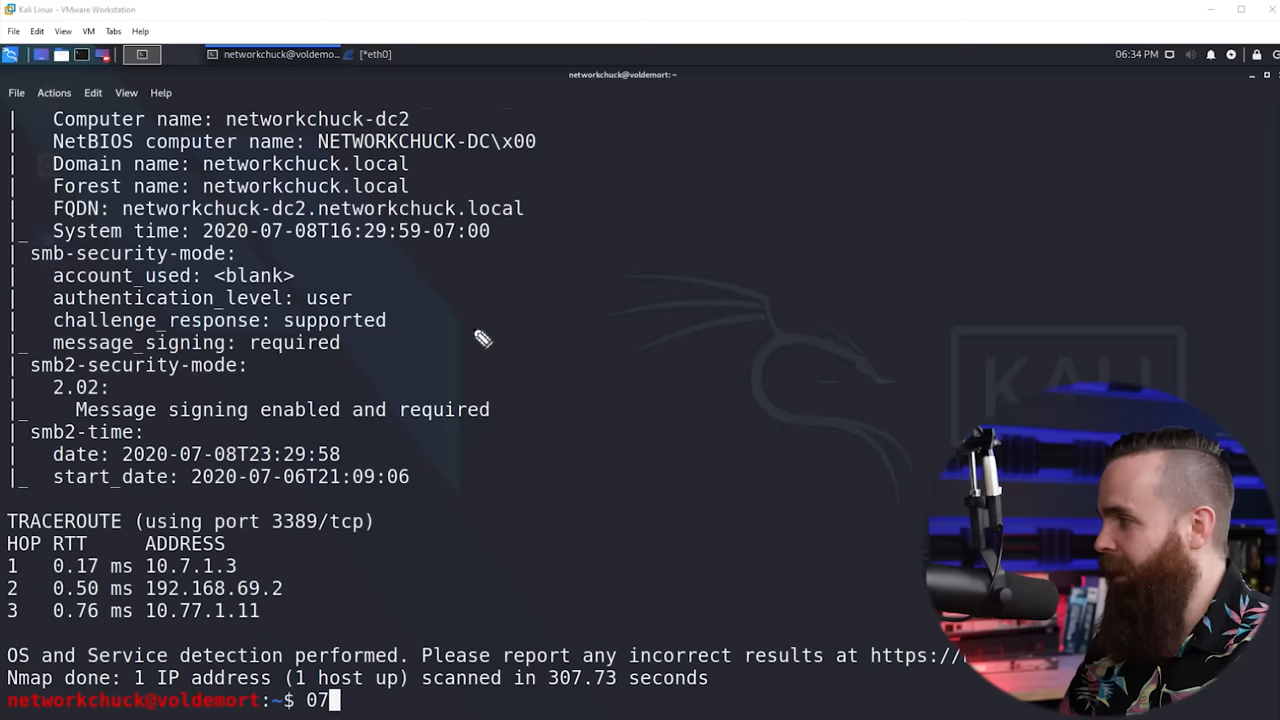 Kali Linux - VMware Workstation
File Edit View VM Tabs Help
networkchuck@voldemo... [*eth0] 06:34 PM
networkchuck@voldemort: ~
File Actions Edit View Help
| Computer name: networkchuck-dc2
| NetBIOS computer name: NETWORKCHUCK-DC\x00
| Domain name: networkchuck.local
| Forest name: networkchuck.local
| FQDN: networkchuck-dc2.networkchuck.local
|_ System time: 2020-07-08T16:29:59-07:00
| smb-security-mode:
| account_used: <blank>
| authentication_level: user
| challenge_response: supported
|_ message_signing: required
| smb2-security-mode:
| 2.02:
|_ Message signing enabled and required
| smb2-time:
| date: 2020-07-08T23:29:58
|_ start_date: 2020-07-06T21:09:06
TRACEROUTE (using port 3389/tcp)
HOP RTT ADDRESS
1 0.17 ms 10.7.1.3
2 0.50 ms 192.168.69.2
3 0.76 ms 10.77.1.11
OS and Service detection performed. Please report any incorrect results at https:/
Nmap done: 1 IP address (1 host up) scanned in 307.73 seconds
networkchuck@voldemort:~$ 07
KALI